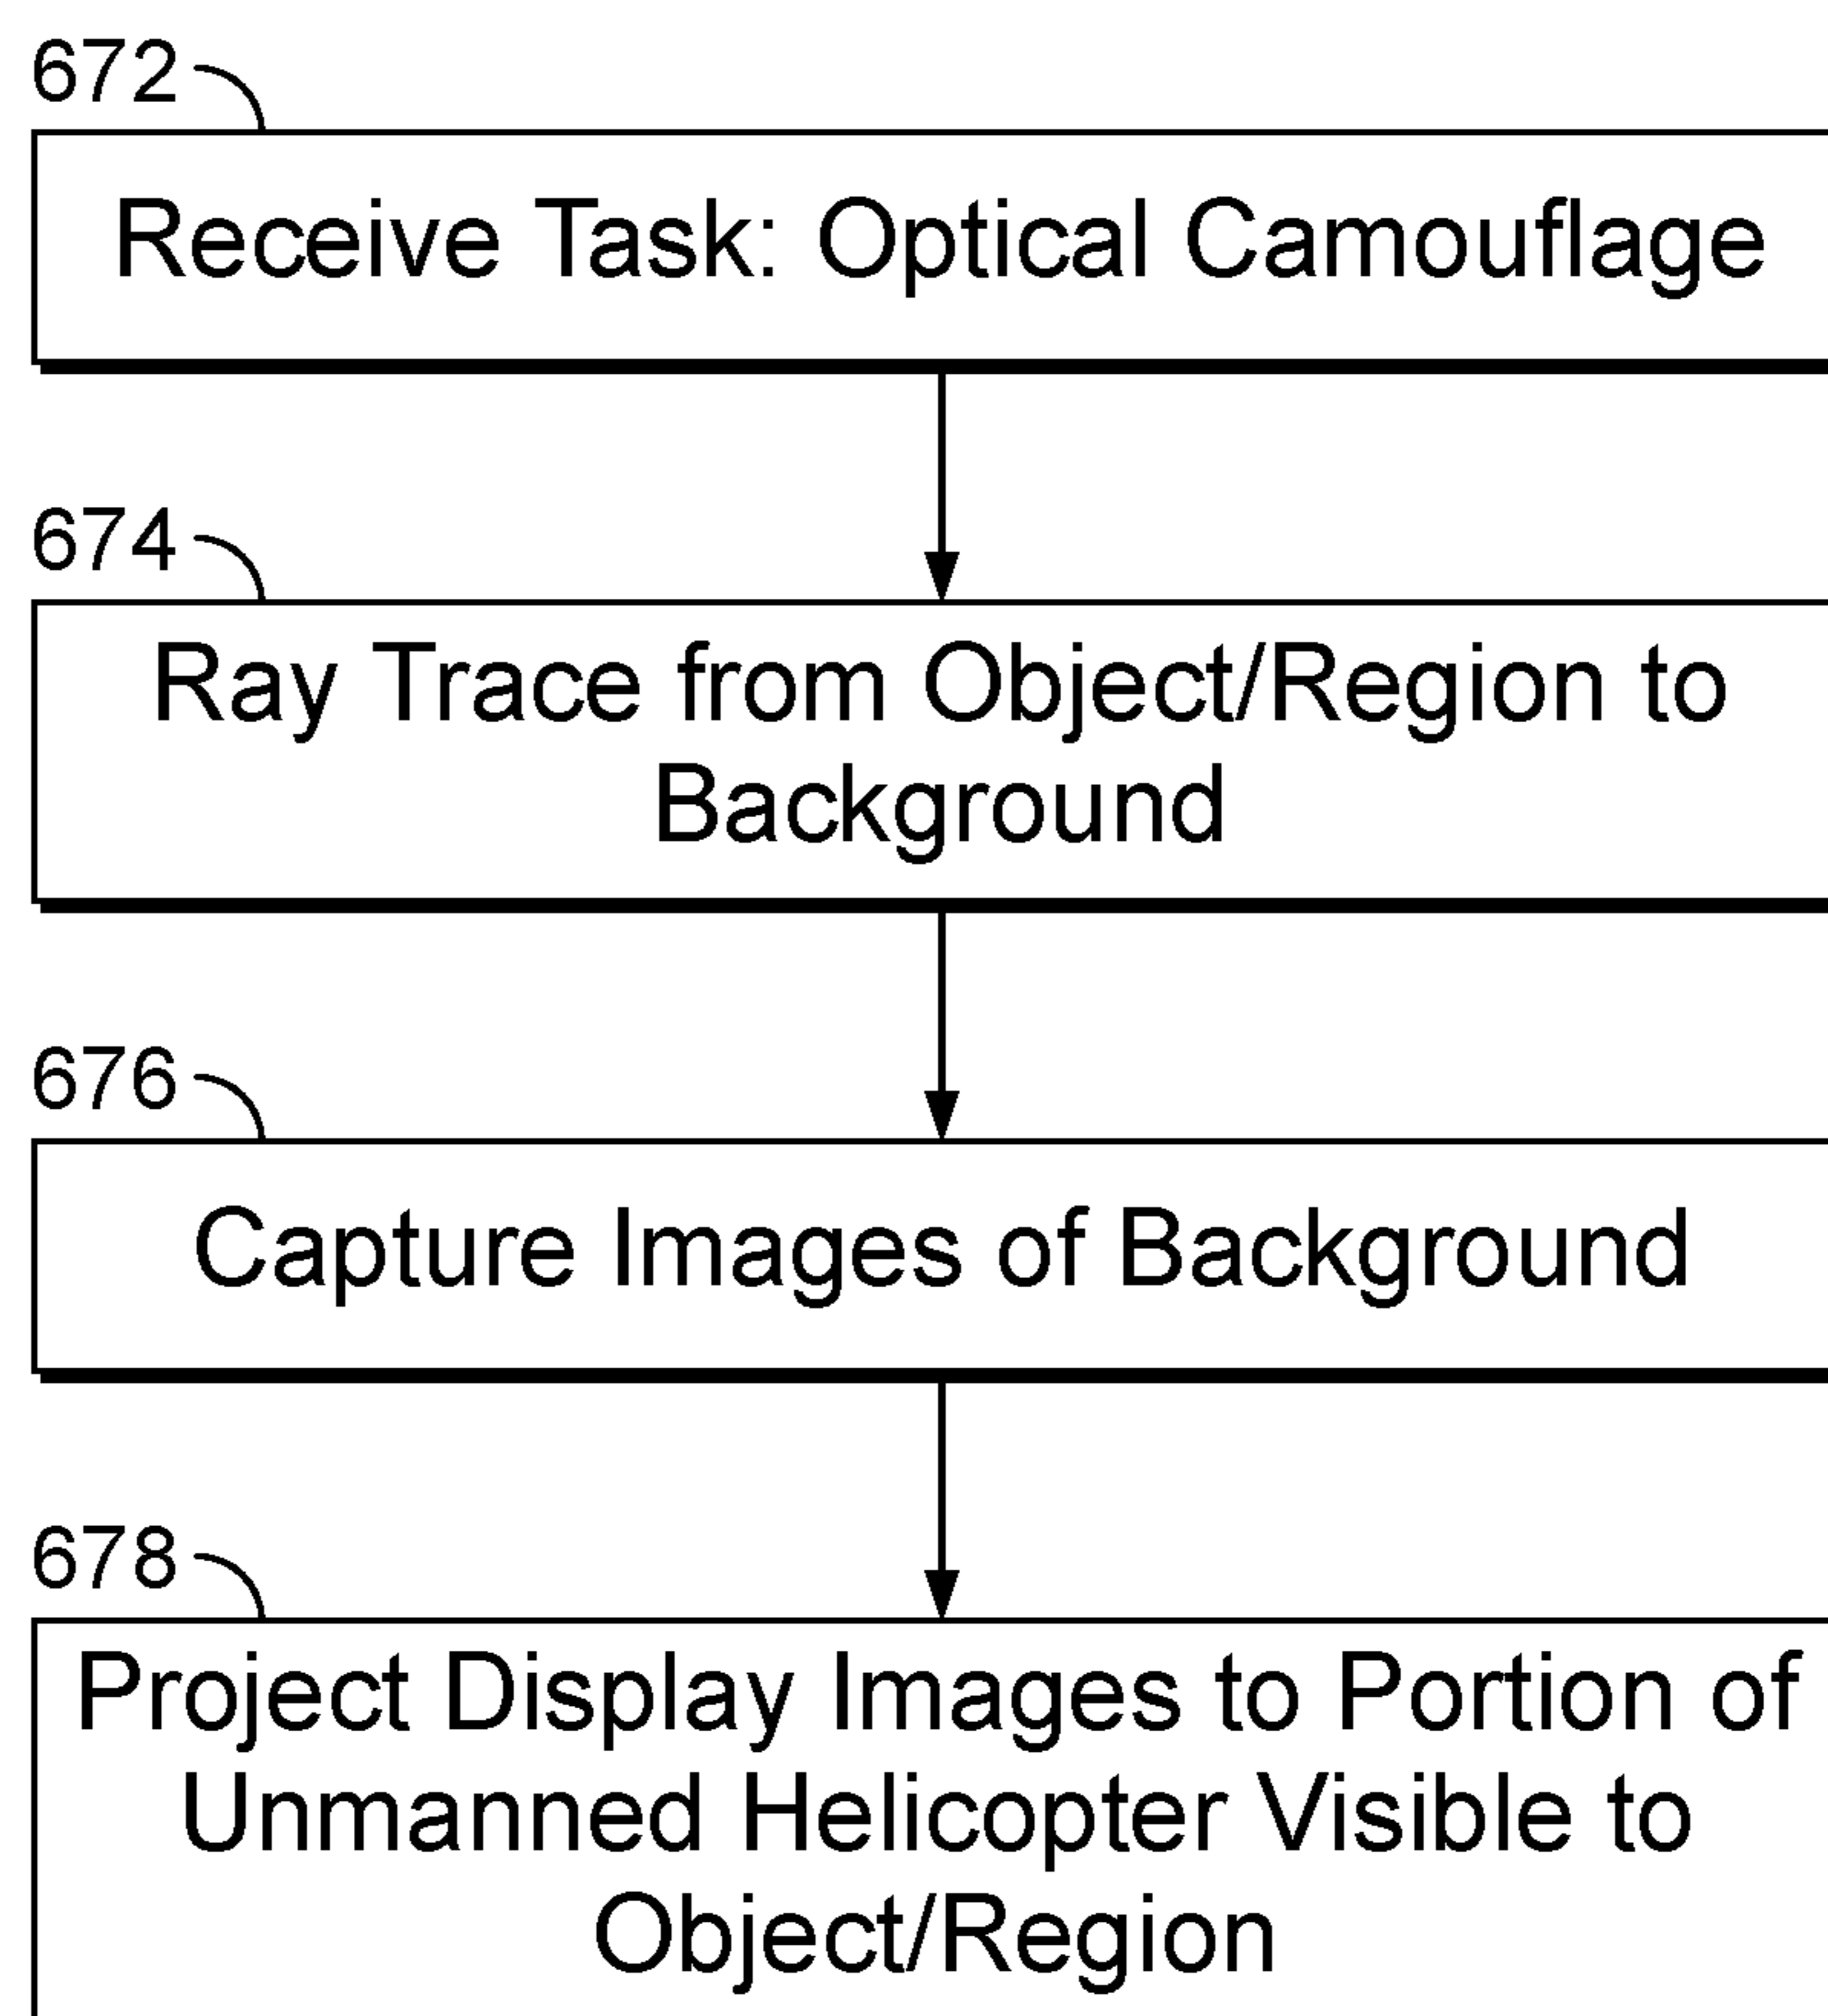 672
Receive Task: Optical Camouflage
674
Ray Trace from Object/Region to
Background
676
Capture Images of Background
678
Project Display Images to Portion of
Unmanned Helicopter Visible to
Object/Region